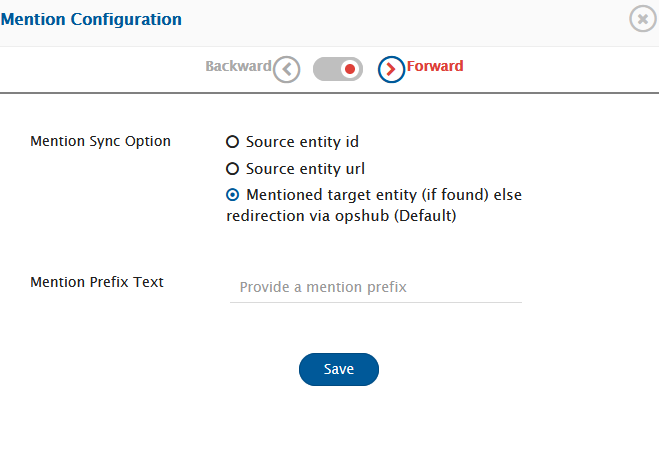 Mention Configuration
Backward Forward
Mention Sync Option
Source entity id
Source entity url
Mentioned target entity (if found) else
redirection via opshub (Default)
Mention Prefix Text
Provide a mention prefix
Save